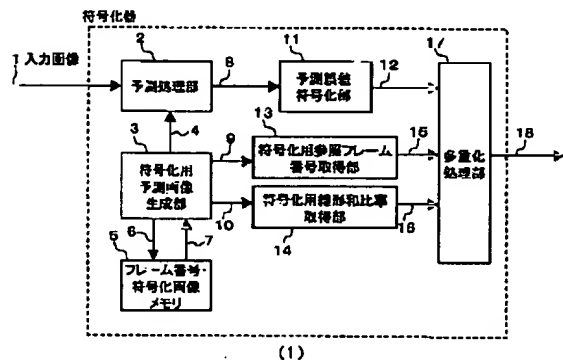 符号化器
1 入力画像
2
予測処理部
8
11
予測誤差
符号化部
12
17
多重化
処理部
18
3
4
符号化用
予測画像
生成部
9
13
符号化用参照フレーム
番号取得部
15
10
符号化用線形和比率
取得部
14
16
5
6
7
フレーム番号・
符号化画像
メモリ
(1)